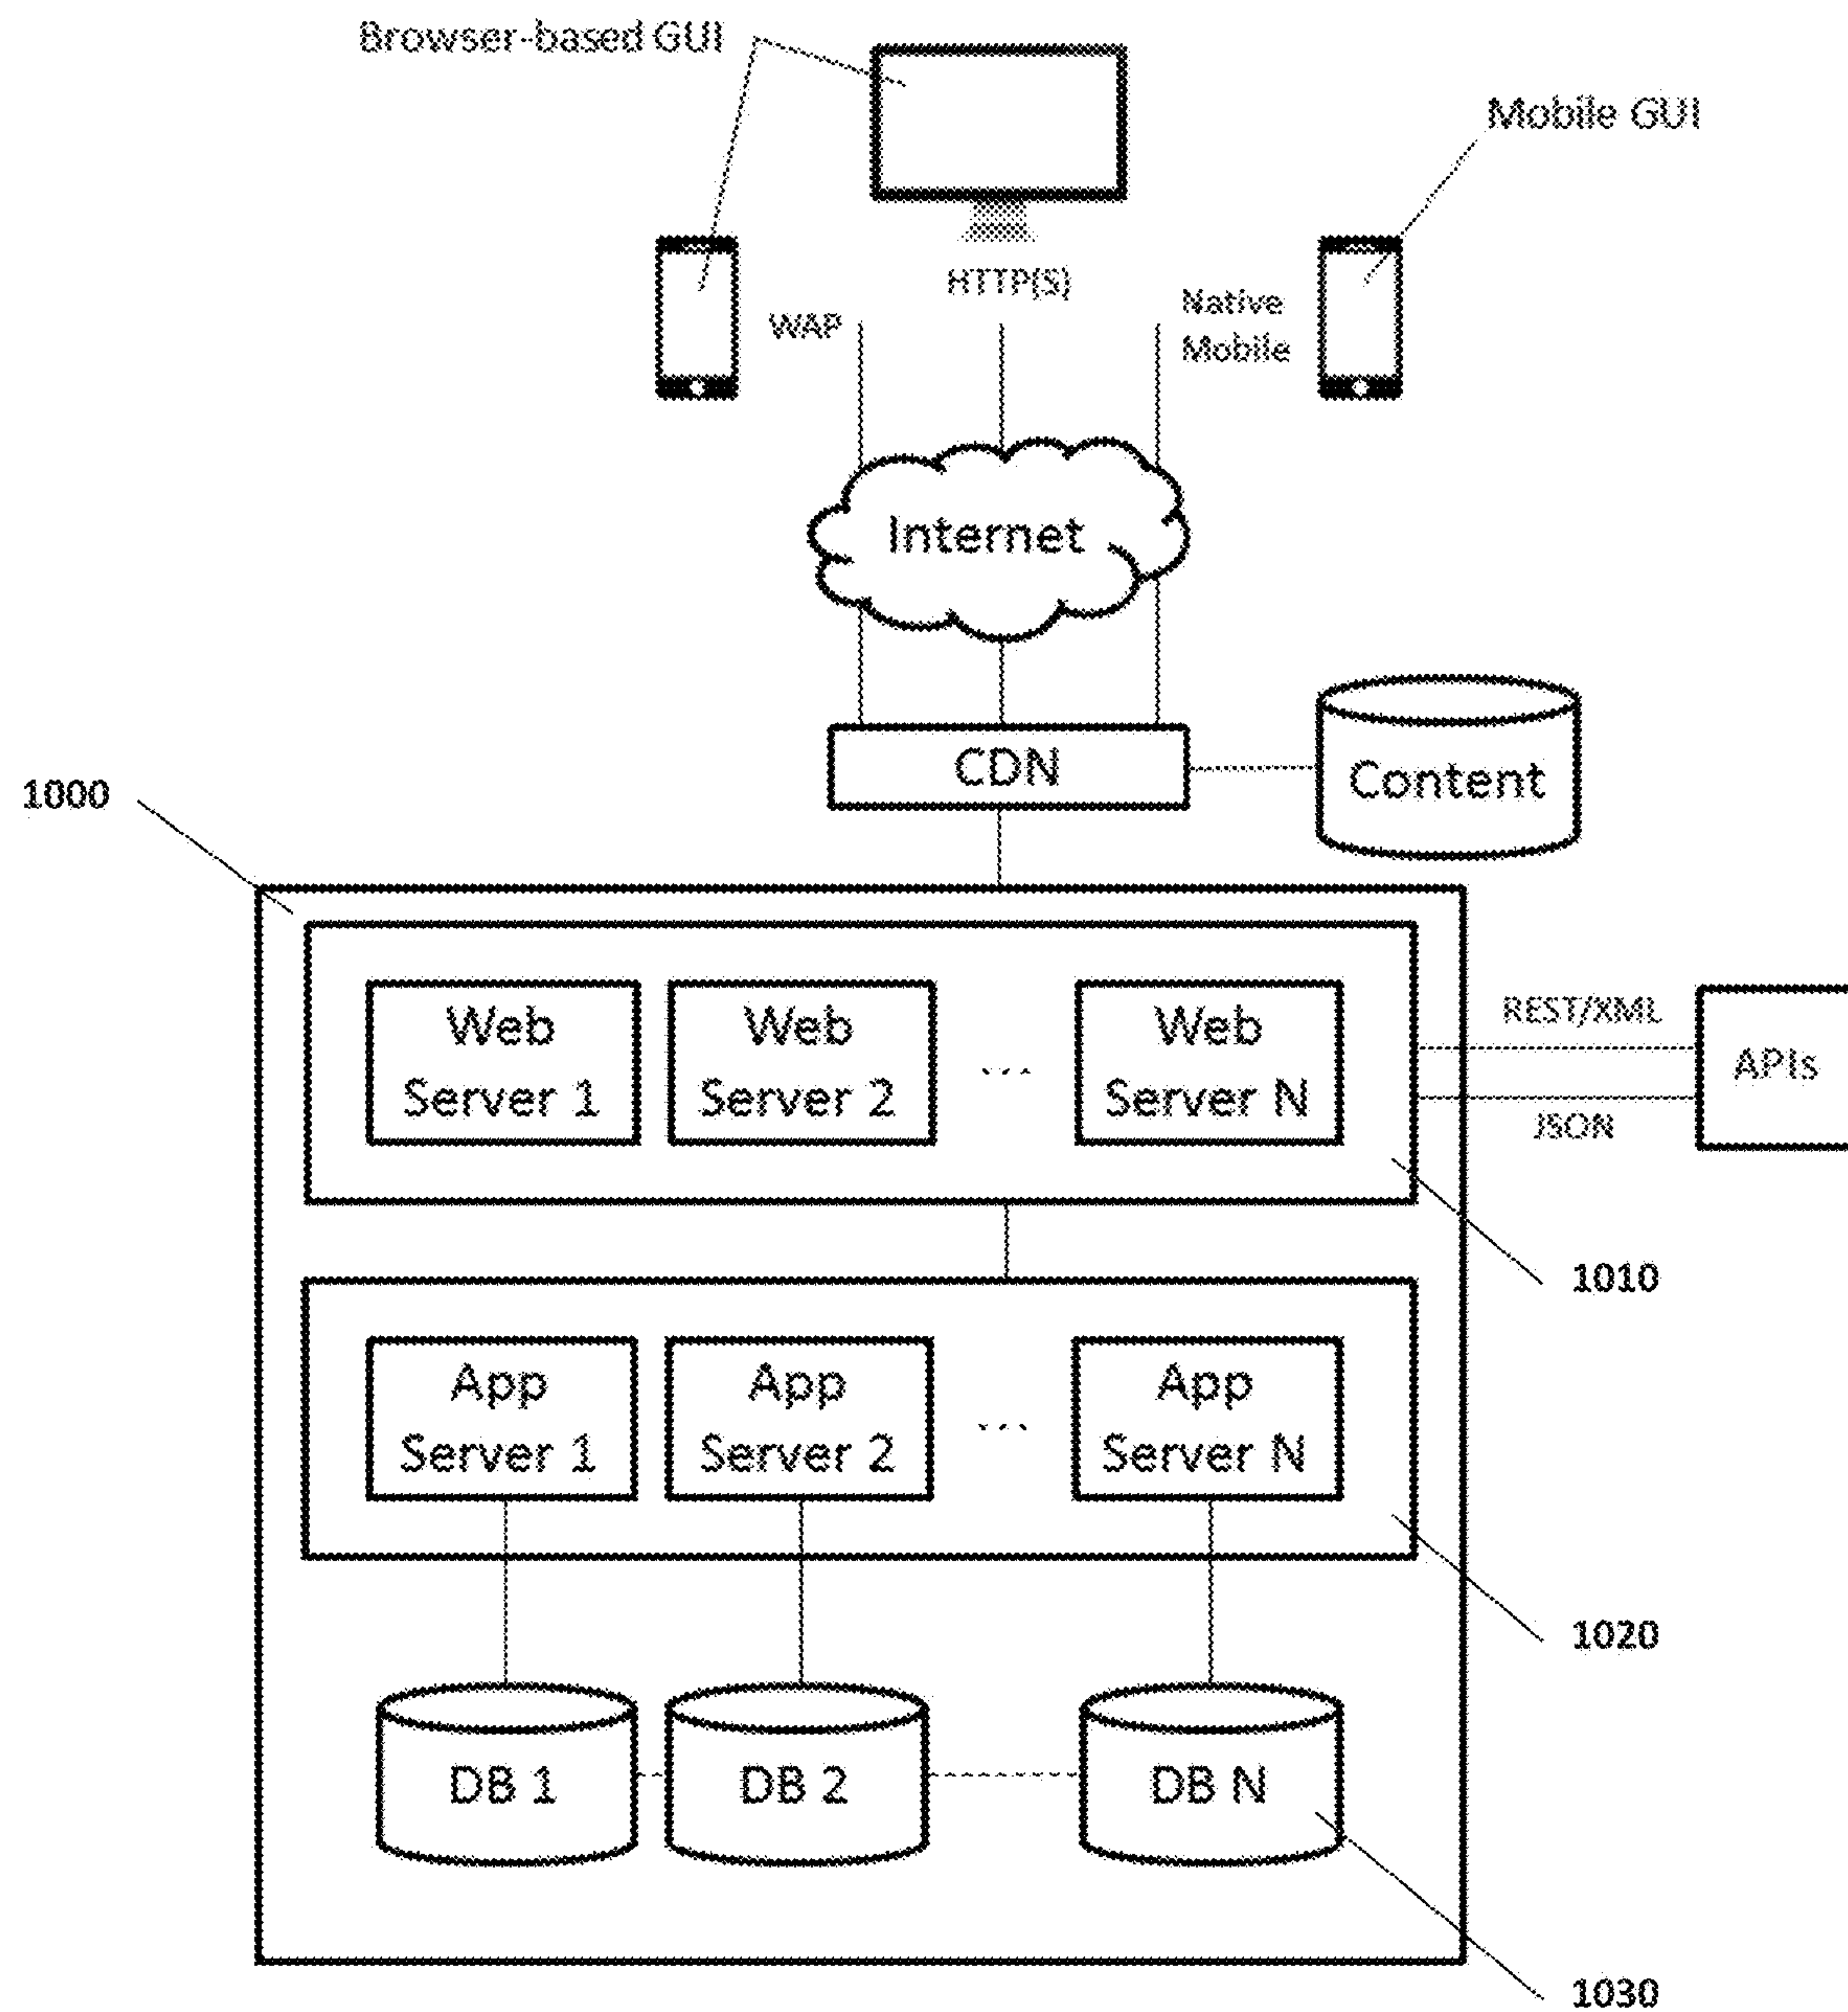 Browser-based GUI
Mobile GUI
HTTP(S)
WAP
Native
Mobile
Internet
CDN
Content
1000
Web
Server 1
Web
Server 2
...
Web
Server N
REST/XML
JSON
APIs
1010
App
Server 1
App
Server 2
...
App
Server N
1020
DB 1
DB 2
DB N
1030